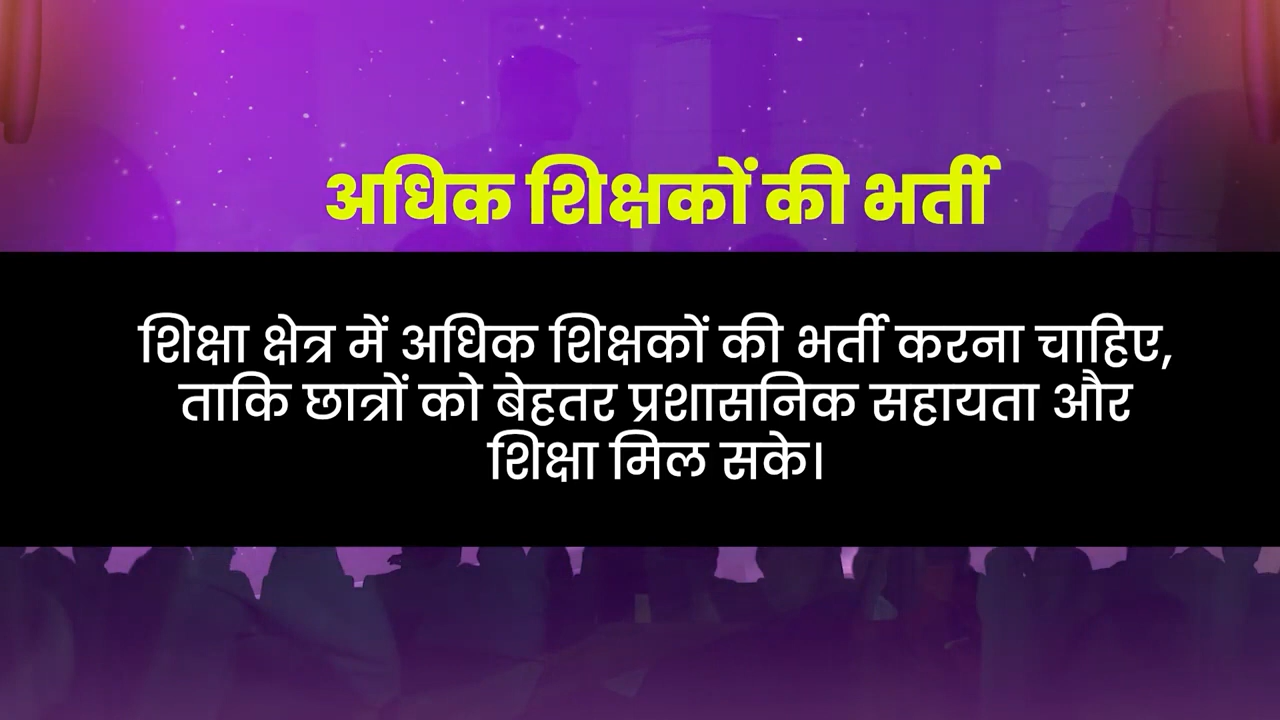 अधिक शिक्षकों की भर्ती
शिक्षा क्षेत्र में अधिक शिक्षकों की भर्ती करना चाहिए,
ताकि छात्रों को बेहतर प्रशासनिक सहायता और
शिक्षा मिल सके।